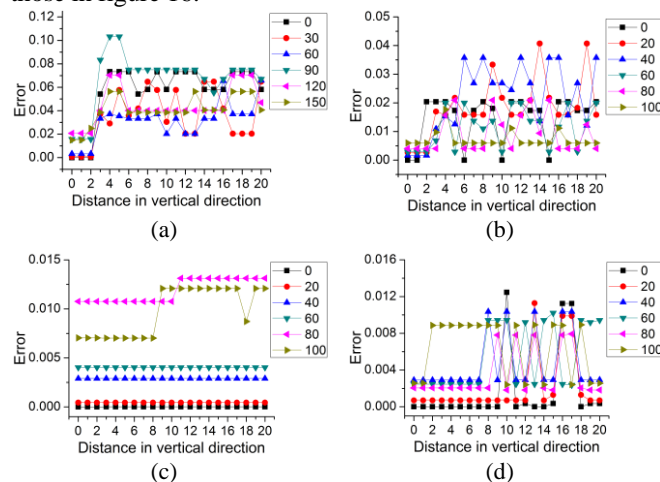 those in figure 16.
0.12
0.10
0.08
0.06
0.04
0.02
0.00
Error
0 2 4 6 8 10 12 14 16 18 20
Distance in vertical direction
0
30
60
90
120
150
(a)
0.05
0.04
0.03
0.02
0.01
0.00
Error
0 2 4 6 8 10 12 14 16 18 20
Distance in vertical direction
0
20
40
60
80
100
(b)
0.015
0.010
0.005
0.000
Error
0 2 4 6 8 10 12 14 16 18 20
Distance in vertical direction
0
20
40
60
80
100
(c)
0.016
0.012
0.008
0.004
0.000
Error
0 2 4 6 8 10 12 14 16 18 20
Distance in vertical direction
0
20
40
60
80
100
(d)